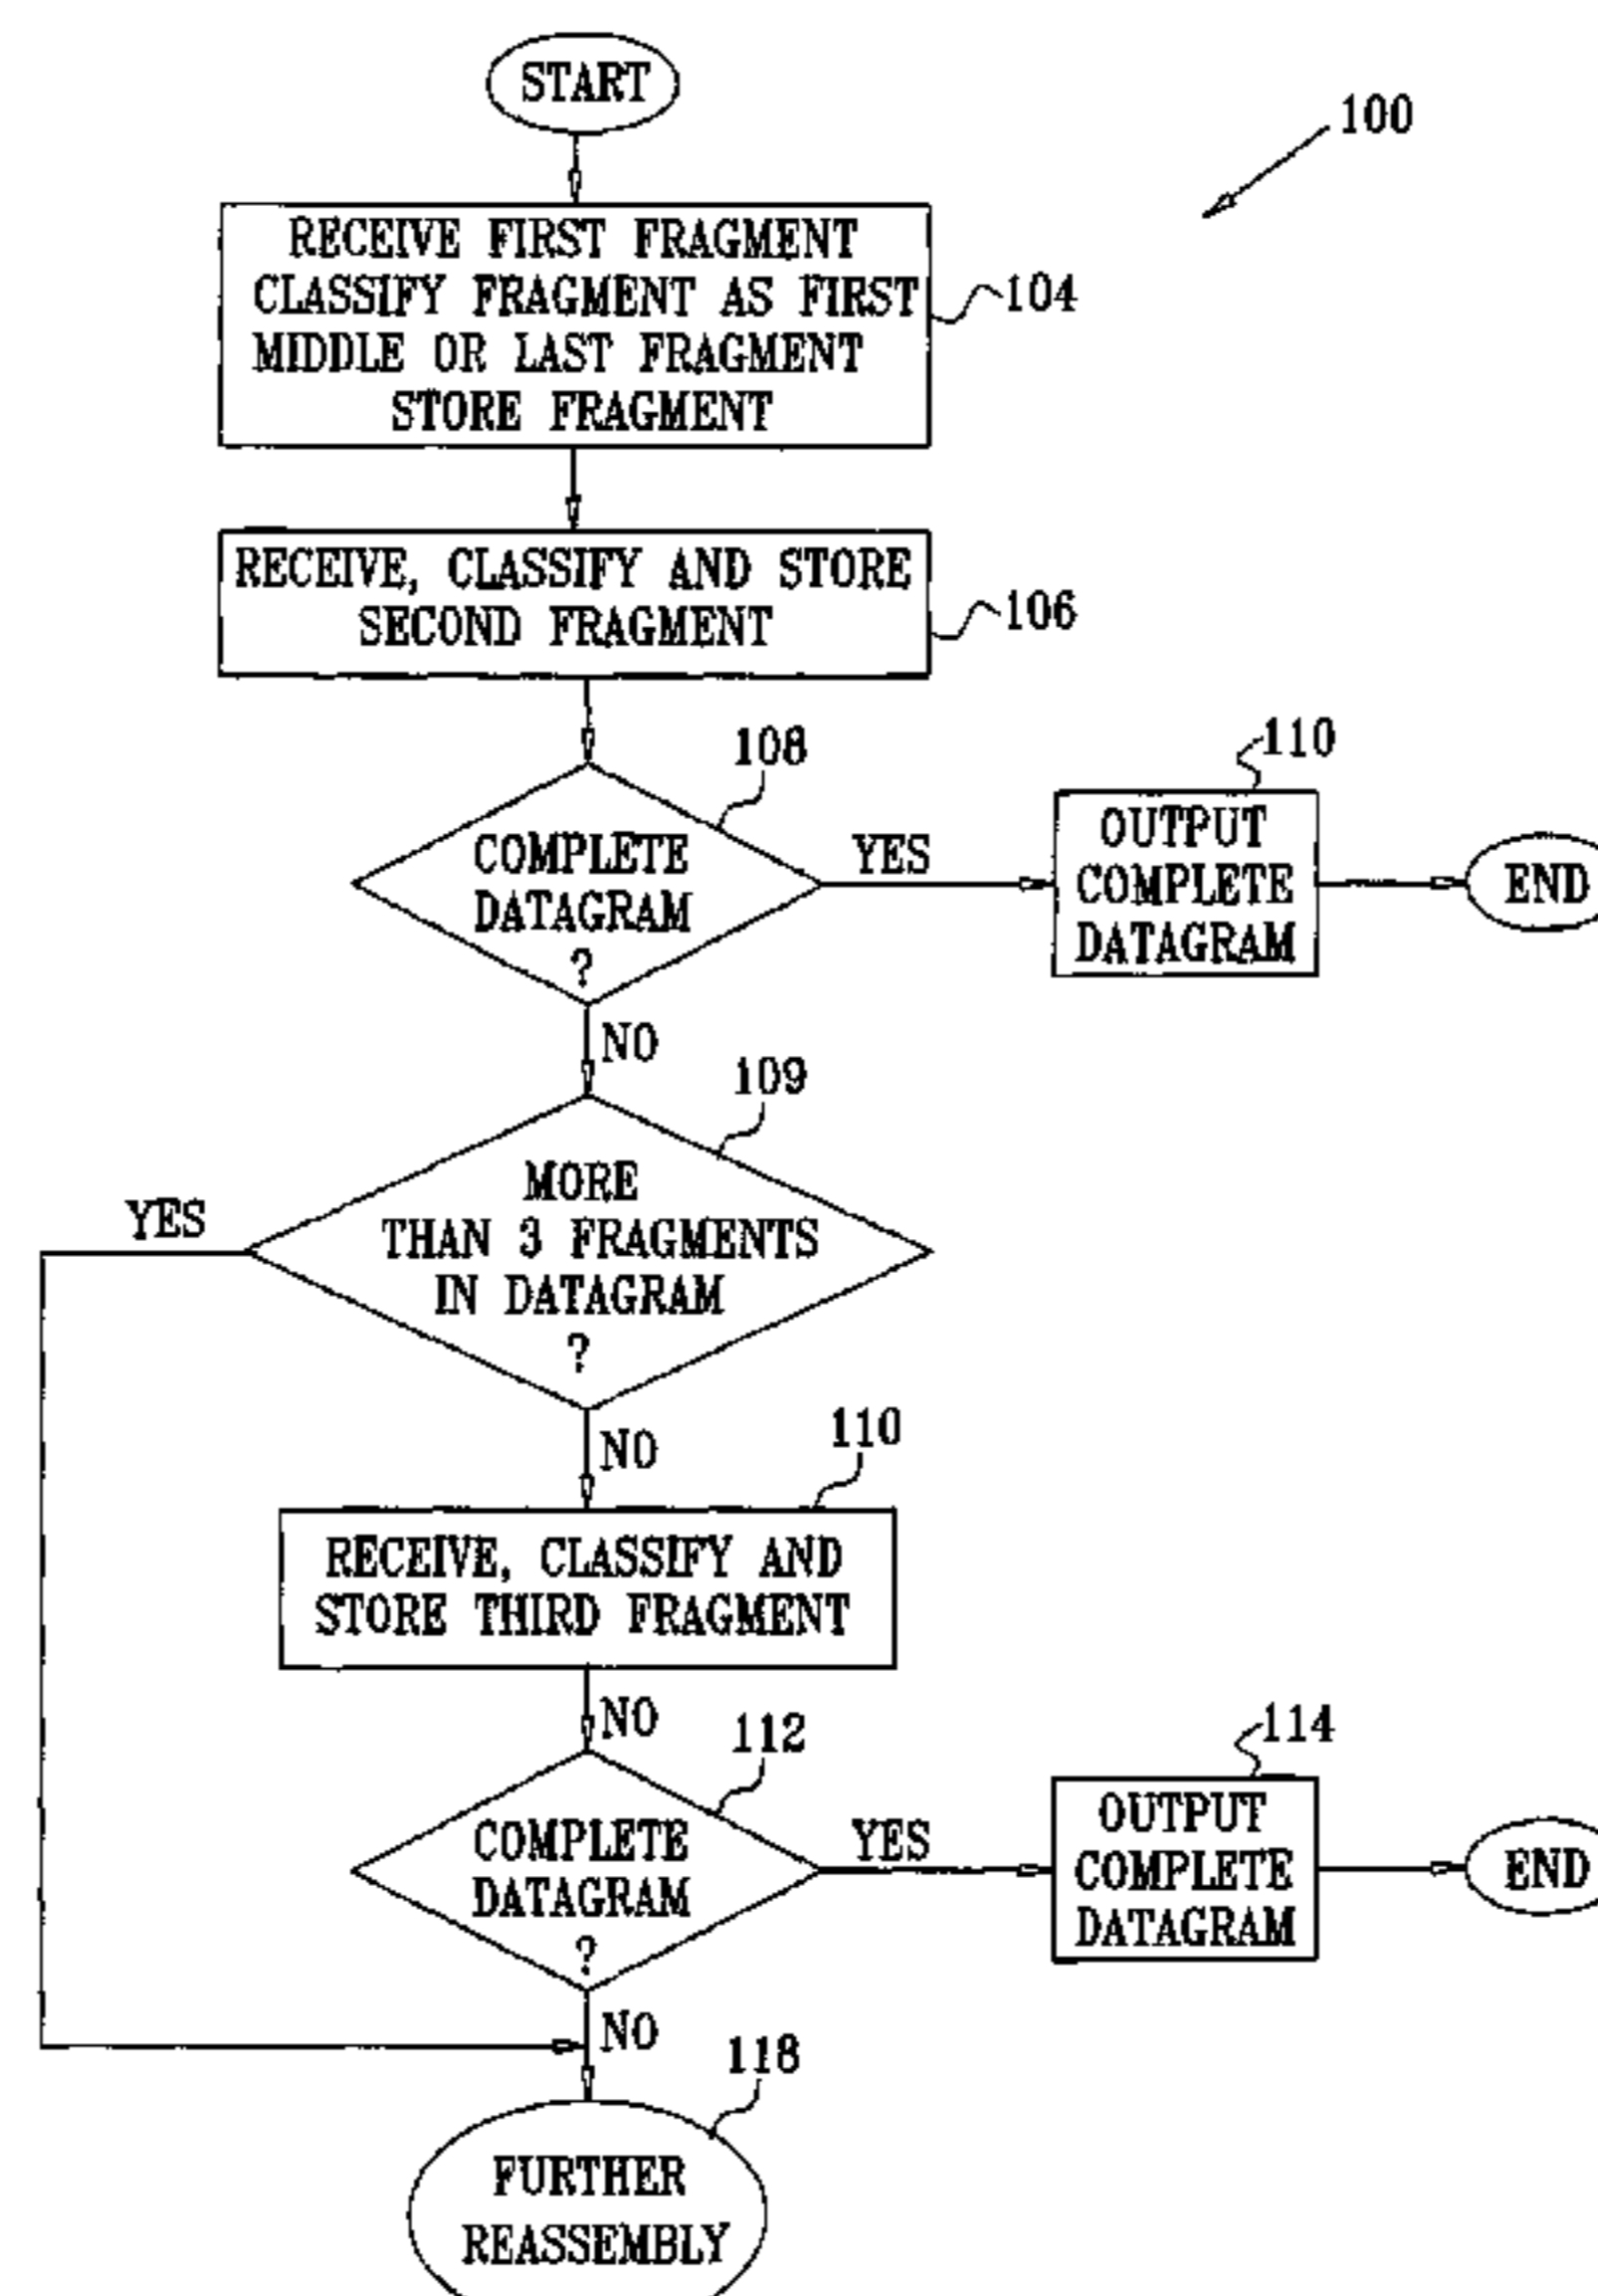 START
100
RECEIVE FIRST FRAGMENT
CLASSIFY FRAGMENT AS FIRST
MIDDLE OR LAST FRAGMENT
STORE FRAGMENT
104
RECEIVE, CLASSIFY AND STORE
SECOND FRAGMENT
106
108
COMPLETE
DATAGRAM
?
YES
110
OUTPUT
COMPLETE
DATAGRAM
END
NO
109
MORE
THAN 3 FRAGMENTS
IN DATAGRAM
?
YES
NO
110
RECEIVE, CLASSIFY AND
STORE THIRD FRAGMENT
NO
112
COMPLETE
DATAGRAM
?
YES
114
OUTPUT
COMPLETE
DATAGRAM
END
NO
118
FURTHER
REASSEMBLY